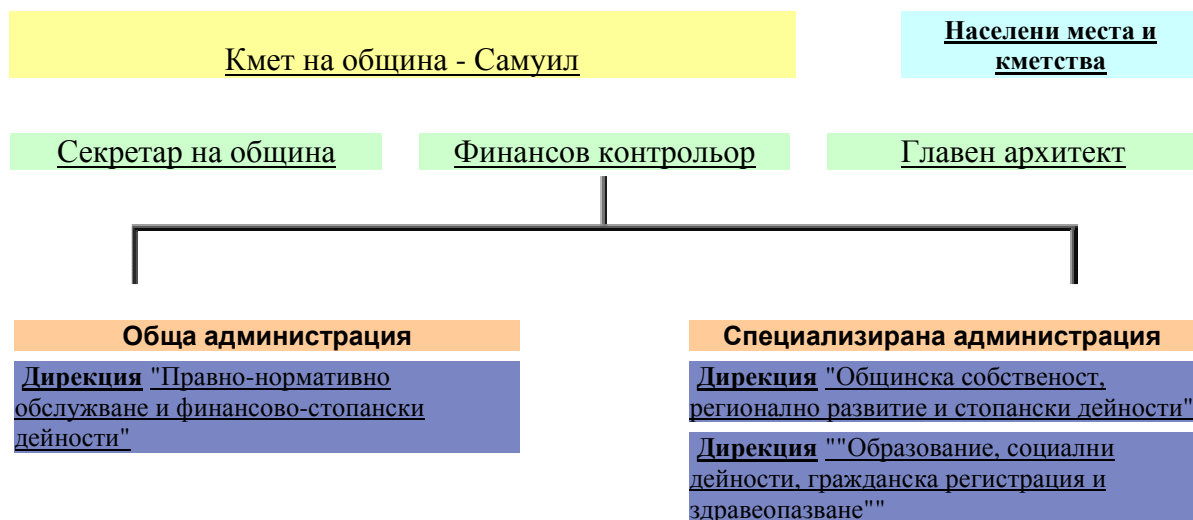 Кмет на община - Самуил
Населени места и
кметства
Секретар на община
Финансов контрольор
Главен архитект
Обща администрация
Дирекция "Правно-нормативно
обслужване и финансово-стопански
дейности"
Специализирана администрация
Дирекция "Общинска собственост,
регионално развитие и стопански дейности"
Дирекция ""Образование, социални
дейности, гражданска регистрация и
здравеопазване""